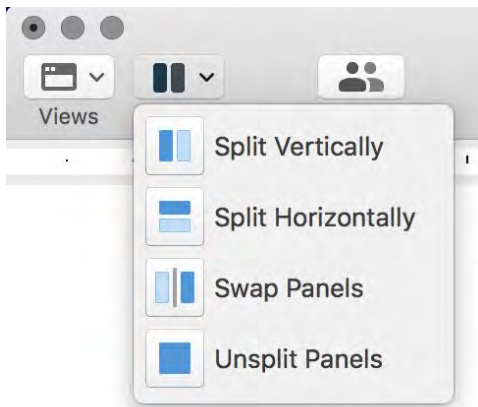 Views
Split Vertically
Split Horizontally
Swap Panels
Unsplit Panels